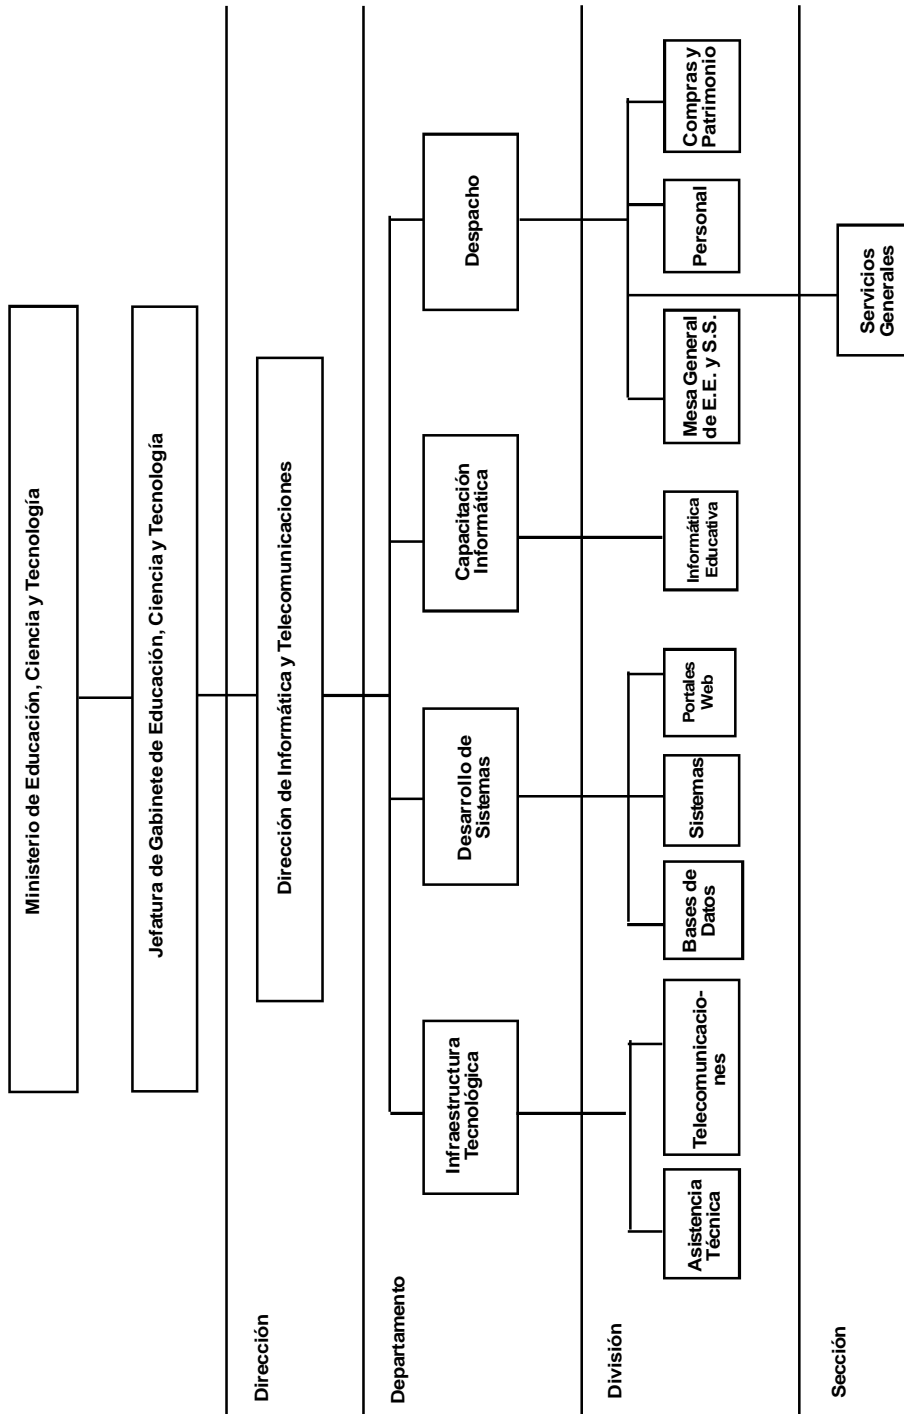 Ministerio de Educación, Ciencia y Tecnología
Jefatura de Gabinete de Educación, Ciencia y Tecnología
Dirección
Dirección de Informática y Telecomunicaciones
Departamento
Infraestructura
Tecnológica
Desarrollo de
Sistemas
Capacitación
Informática
Despacho
División
Asistencia
Técnica
Telecomunicacio-
nes
Bases de
Datos
Sistemas
Portales
Web
Informática
Educativa
Mesa General
de E.E. y S.S.
Personal
Compras y
Patrimonio
Sección
Servicios
Generales